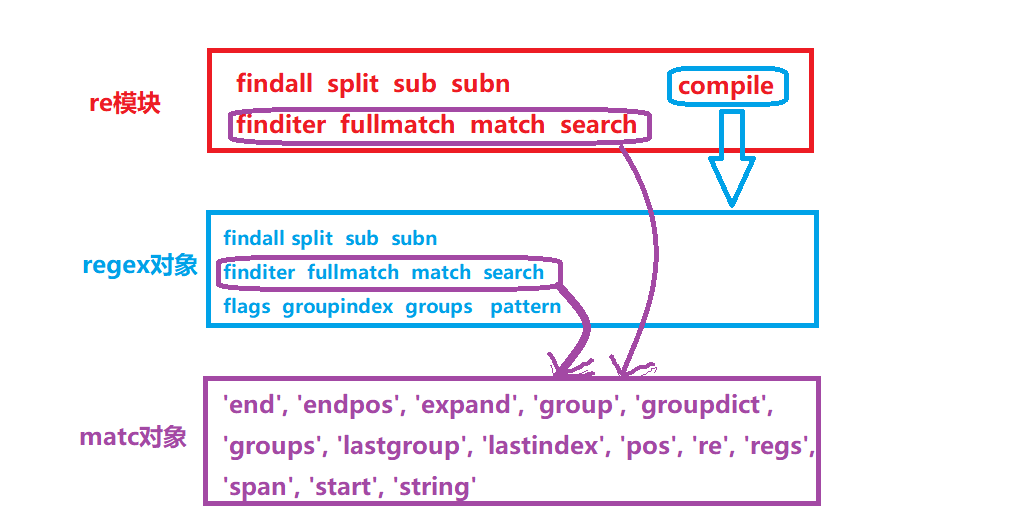 findall split sub subn
compile
re模块
finditer fullmatch match search
findall split sub subn
regex对象
finditer fullmatch match search
flags groupindex groups pattern
'end', 'endpos', 'expand', 'group', 'groupdict',
matc对象
'groups', 'lastgroup', 'lastindex', 'pos', 're', 'regs',
'span', 'start', 'string'